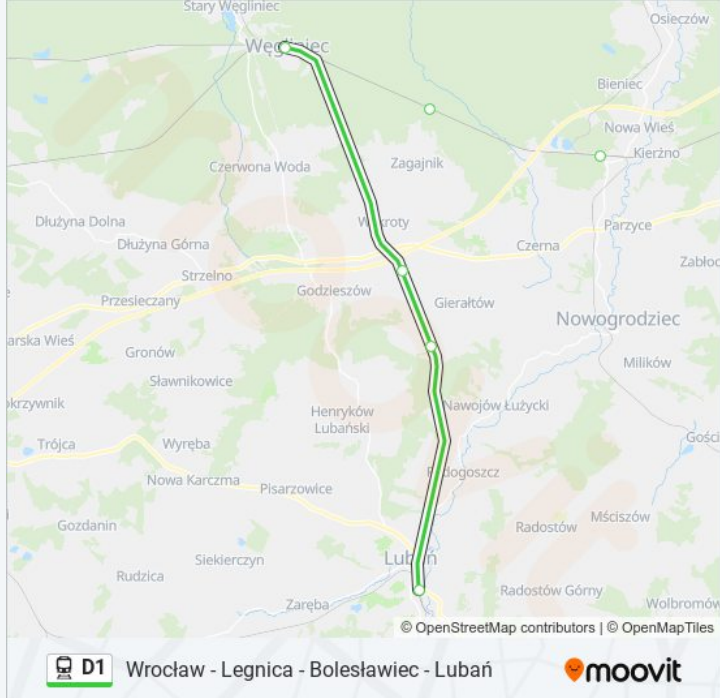 Stary Węgliniec
Osieczów
Węgliniec
Bieniec
Nowa Wieś
Kierżno
Zagajnik
Czerwona Woda
Dłużyna Dolna
Parzyce
Dłużyna Górna
Czerna
Strzelno
Godzieszów
Przesieczany
Gierałtów
Nowogrodziec
arska Wieś
Gronów
Milików
Sławnikowice
okrzywnik
Henryków
Lubański
Nawojów Łużycki
Trójca
Wyręba
Gości
Nowa Karczma
Pisarzowice
Mściszów
Gozdanin
Radostów
Siekierczyn
Lubań
Rudzica
Radostów Górny
Zaręba
Wolbromów
© OpenStreetMap contributors | © OpenMapTiles
D1 Wrocław - Legnica - Bolesławiec - Lubań
moovit